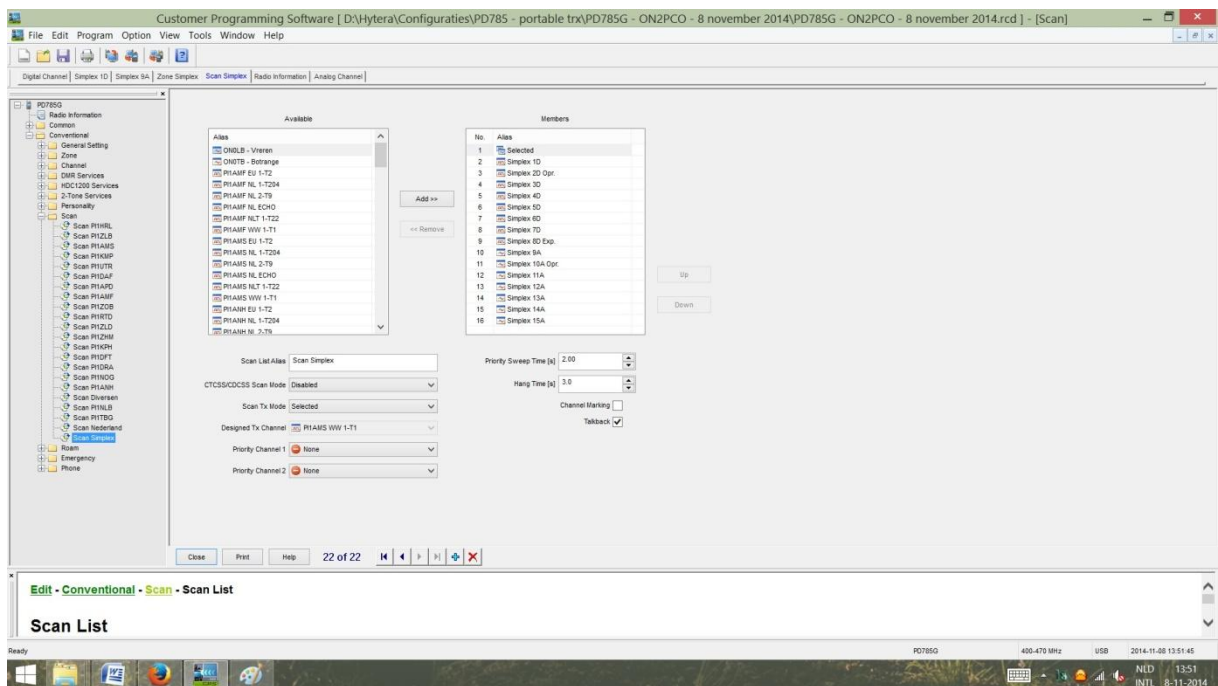 Customer Programming Software [ D:\Hytera\Configuraties\PD785 - portable trx\PD785G - ON2PCO - 8 november 2014\PD785G - ON2PCO - 8 november 2014.rcd ] - [Scan]
File Edit Program Option View Tools Window Help
Digital Channel Simplex 1D Simplex 9A Zone Simplex Scan Simplex Radio Information Analog Channel
PD785G
Radio Information
Common
Conventional
General Setting
Zone
Channel
DMR Services
HDC1200 Services
2-Tone Services
Personality
Scan
Scan PI1HRL
Scan PI1ZLB
Scan PI1AMS
Scan PI1KMP
Scan PI1UTR
Scan PI1DAF
Scan PI1APD
Scan PI1AMF
Scan PI1ZOB
Scan PI1RTD
Scan PI1ZLD
Scan PI1ZHM
Scan PI1KPH
Scan PI1DFT
Scan PI1DRA
Scan PI1NOG
Scan PI1ANH
Scan Diversen
Scan PI1NLB
Scan PI1TBG
Scan Nederland
Scan Simplex
Roam
Emergency
Phone
Available
Alias
ON0LB - Vreren
ON0TB - Botrange
PI1AMF EU 1-T2
PI1AMF NL 1-T204
PI1AMF NL 2-T9
PI1AMF NL ECHO
PI1AMF NLT 1-T22
PI1AMF WW 1-T1
PI1AMS EU 1-T2
PI1AMS NL 1-T204
PI1AMS NL 2-T9
PI1AMS NL ECHO
PI1AMS NLT 1-T22
PI1AMS WW 1-T1
PI1ANH EU 1-T2
PI1ANH NL 1-T204
PI1ANH NL 2-T9
Add >>
<< Remove
Members
No. Alias
1 Selected
2 Simplex 1D
3 Simplex 2D Opr.
4 Simplex 3D
5 Simplex 4D
6 Simplex 5D
7 Simplex 6D
8 Simplex 7D
9 Simplex 8D Exp.
10 Simplex 9A
11 Simplex 10A Opr.
12 Simplex 11A
13 Simplex 12A
14 Simplex 13A
15 Simplex 14A
16 Simplex 15A
Up
Down
Scan List Alias Scan Simplex
CTCSS/CDCSS Scan Mode Disabled
Scan Tx Mode Selected
Designed Tx Channel PI1AMS WW 1-T1
Priority Channel 1 None
Priority Channel 2 None
Priority Sweep Time [s] 2.00
Hang Time [s] 3.0
Channel Marking
Talkback
Close Print Help 22 of 22
Edit - Conventional - Scan - Scan List
Scan List
Ready PD785G 400-470 MHz USB 2014-11-08 13:51:45
NLD 13:51
INTL 8-11-2014